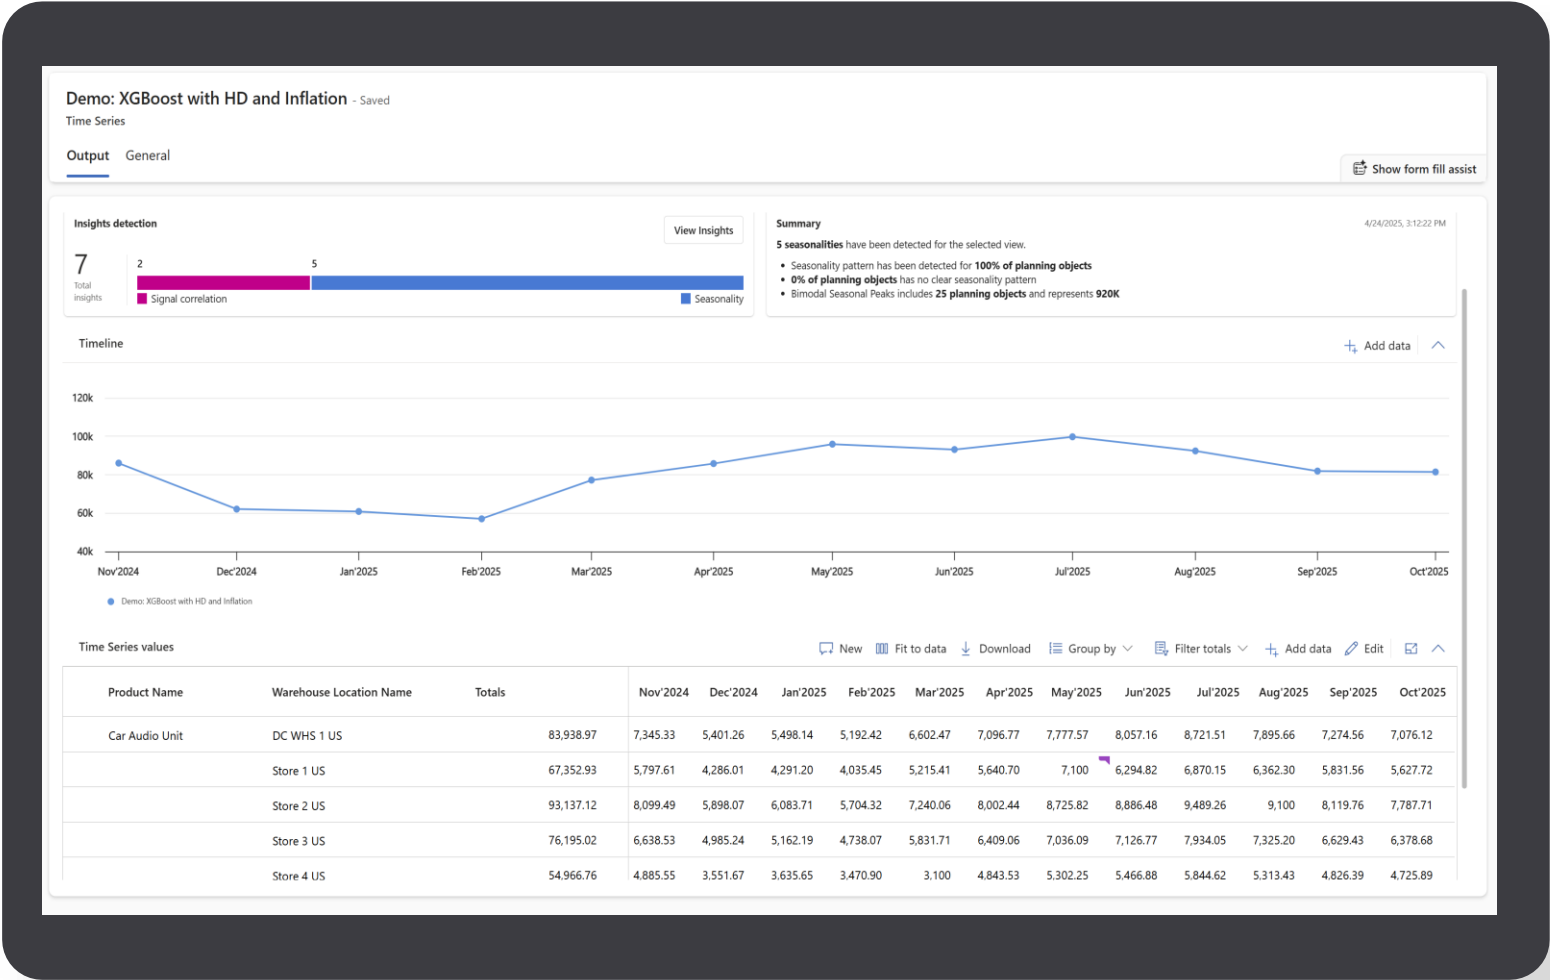 Demo: XGBoost with HD and Inflation - Saved
Time Series
Output General
Show form fill assist
Insights detection
View Insights
7
Total
insights
2 5
Signal correlation Seasonality
Summary 4/24/2025, 3:12:22 PM
5 seasonalities have been detected for the selected view.
• Seasonality pattern has been detected for 100% of planning objects
• 0% of planning objects has no clear seasonality pattern
• Bimodal Seasonal Peaks includes 25 planning objects and represents 920K
Timeline Add data
120k
100k
80k
60k
40k
Nov'2024 Dec'2024 Jan'2025 Feb'2025 Mar'2025 Apr'2025 May'2025 Jun'2025 Jul'2025 Aug'2025 Sep'2025 Oct'2025
Demo: XGBoost with HD and Inflation
Time Series values New Fit to data Download Group by Filter totals Add data Edit
Product Name Warehouse Location Name Totals Nov'2024 Dec'2024 Jan'2025 Feb'2025 Mar'2025 Apr'2025 May'2025 Jun'2025 Jul'2025 Aug'2025 Sep'2025 Oct'2025
Car Audio Unit DC WHS 1 US 83,938.97 7,345.33 5,401.26 5,498.14 5,192.42 6,602.47 7,096.77 7,777.57 8,057.16 8,721.51 7,895.66 7,274.56 7,076.12
Store 1 US 67,352.93 5,797.61 4,286.01 4,291.20 4,035.45 5,215.41 5,640.70 7,100 6,294.82 6,870.15 6,362.30 5,831.56 5,627.72
Store 2 US 93,137.12 8,099.49 5,898.07 6,083.71 5,704.32 7,240.06 8,002.44 8,725.82 8,886.48 9,489.26 9,100 8,119.76 7,787.71
Store 3 US 76,195.02 6,638.53 4,985.24 5,162.19 4,738.07 5,831.71 6,409.06 7,036.09 7,126.77 7,934.05 7,325.20 6,629.43 6,378.68
Store 4 US 54,966.76 4,885.55 3,551.67 3,635.65 3,470.90 3,100 4,843.53 5,302.25 5,466.88 5,844.62 5,313.43 4,826.39 4,725.89